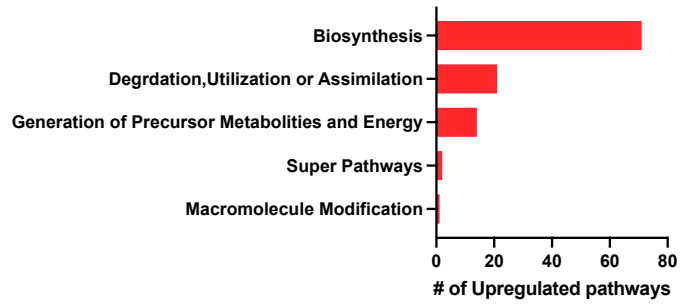 Biosynthesis
Degrdation,Utilization or Assimilation
Generation of Precursor Metabolities and Energy
Super Pathways
Macromolecule Modification
0 20 40 60 80
# of Upregulated pathways